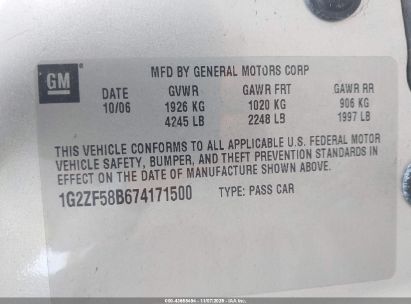 GM
MFD BY GENERAL MOTORS CORP
DATE GVWR GAWR FRT GAWR RR
10/06 1926 KG 1020 KG 906 KG
4245 LB 2248 LB 1997 LB
THIS VEHICLE CONFORMS TO ALL APPLICABLE U.S. FEDERAL MOTOR
VEHICLE SAFETY, BUMPER, AND THEFT PREVENTION STANDARDS IN
EFFECT ON THE DATE OF MANUFACTURE SHOWN ABOVE.
1G2ZF58B674171500 TYPE: PASS CAR